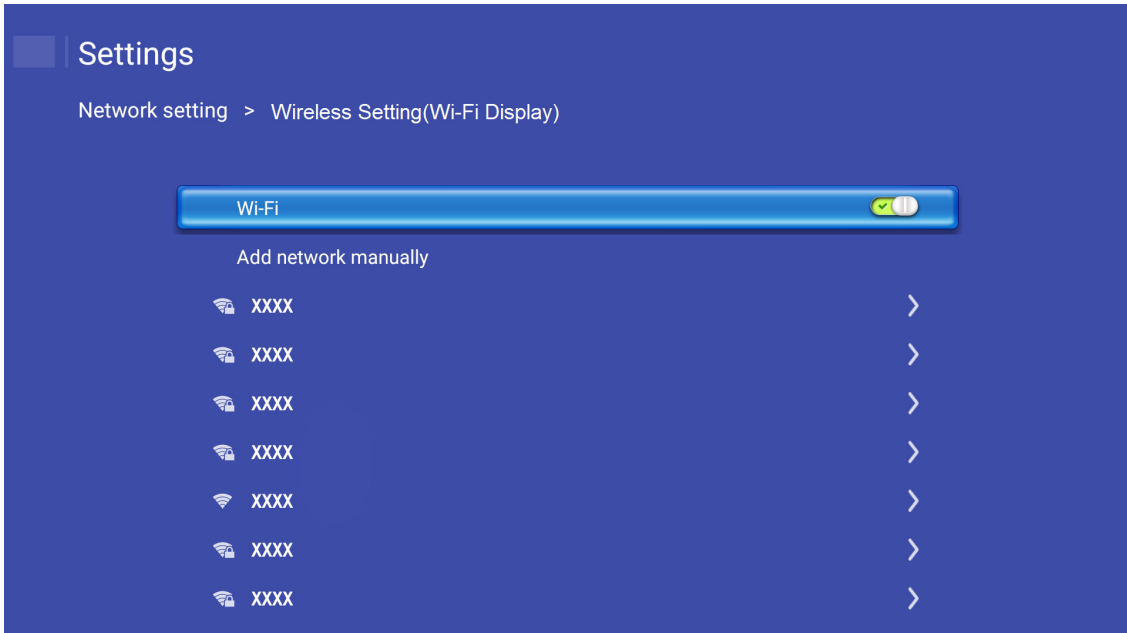 Settings
Network setting > Wireless Setting(Wi-Fi Display)
Wi-Fi
Add network manually
XXXX
XXXX
XXXX
XXXX
XXXX
XXXX
XXXX